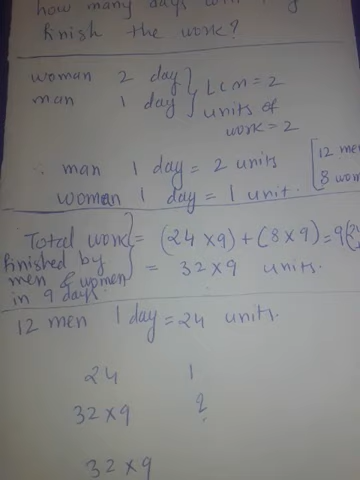 how many days
finish the work?
woman 2 day
man 1 day } LCM = 2
units of
work = 2
∴ man 1 day = 2 units [12 men
woman 1 day = 1 unit. 8 wom
Total work = (24×9) + (8×9) = 9(2
finished by
men & women = 32×9 units.
in 9 days.
12 men 1 day = 24 units.
24 1
32×9 ?
32×9